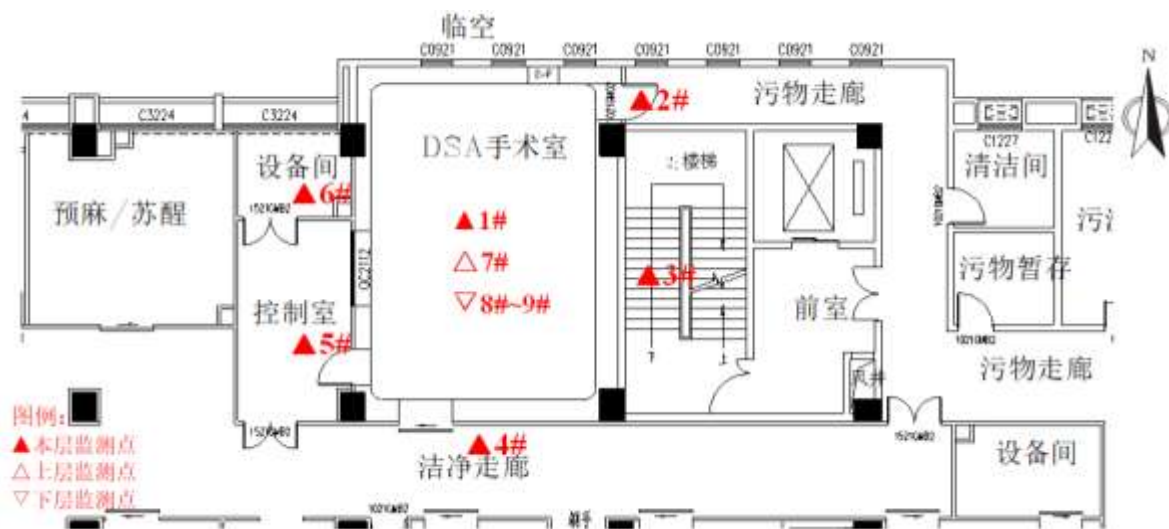 临空
C0921 C0921 C0921 C0921 C0921 C0921 C0921
N
▲2#
污物走廊
C3224 C3224
DSA手术室
C1227
设备间
楼梯
清洁间
▲6#
预麻/苏醒
▲1#
△7#
▲3#
污物暂存
▽8#~9#
控制室
前室
▲5#
下
上
污物走廊
风井
图例:
▲本层监测点
▲4#
△上层监测点
洁净走廊
设备间
▽下层监测点